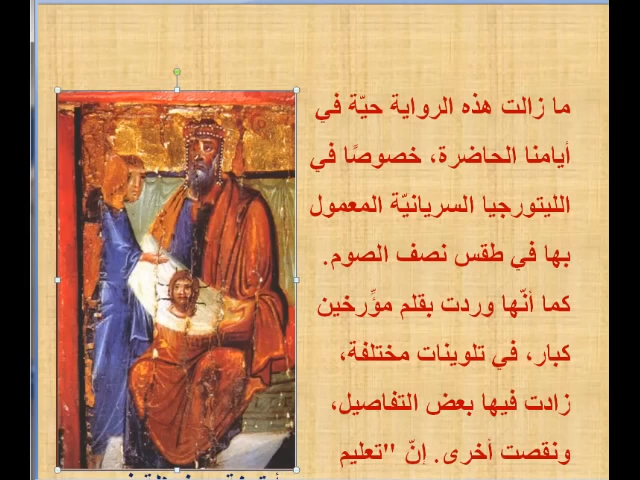 ما زالت هذه الرواية حيّة في
أيامنا الحاضرة، خصوصًا في
الليتورجيا السريانيّة المعمول
بها في طقس نصف الصوم.
كما أنّها وردت بقلم مؤرِّخين
كبار، في تلوينات مختلفة،
زادت فيها بعض التفاصيل،
ونقصت أخرى. إنّ "تعليم